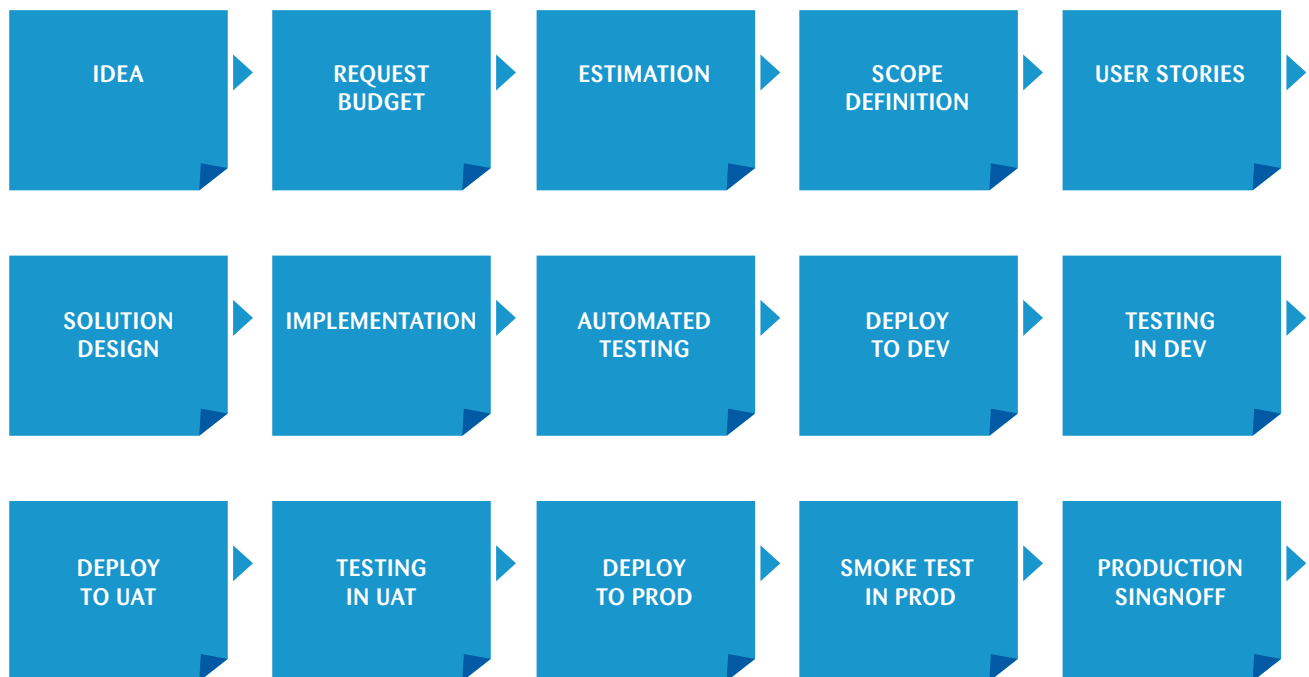 IDEA
REQUEST
BUDGET
ESTIMATION
SCOPE
DEFINITION
USER STORIES
SOLUTION
DESIGN
IMPLEMENTATION
AUTOMATED
TESTING
DEPLOY
TO DEV
TESTING
IN DEV
DEPLOY
TO UAT
TESTING
IN UAT
DEPLOY
TO PROD
SMOKE TEST
IN PROD
PRODUCTION
SINGNOFF